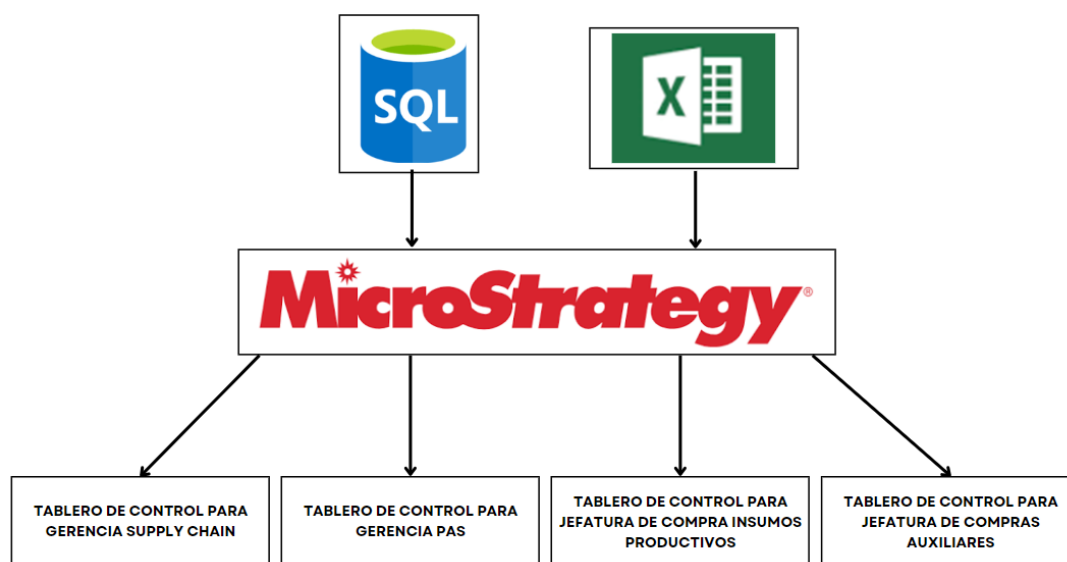 SQL
X
MicroStrategy®
TABLERO DE CONTROL PARA
GERENCIA SUPPLY CHAIN
TABLERO DE CONTROL PARA
GERENCIA PAS
TABLERO DE CONTROL PARA
JEFATURA DE COMPRA INSUMOS
PRODUCTIVOS
TABLERO DE CONTROL PARA
JEFATURA DE COMPRAS
AUXILIARES